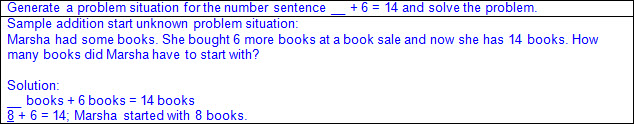 Generate a problem situation for the number sentence __ + 6 = 14 and solve the problem.
Sample addition start unknown problem situation:
Marsha had some books. She bought 6 more books at a book sale and now she has 14 books. How
many books did Marsha have to start with?
Solution:
__ books + 6 books = 14 books
8 + 6 = 14; Marsha started with 8 books.